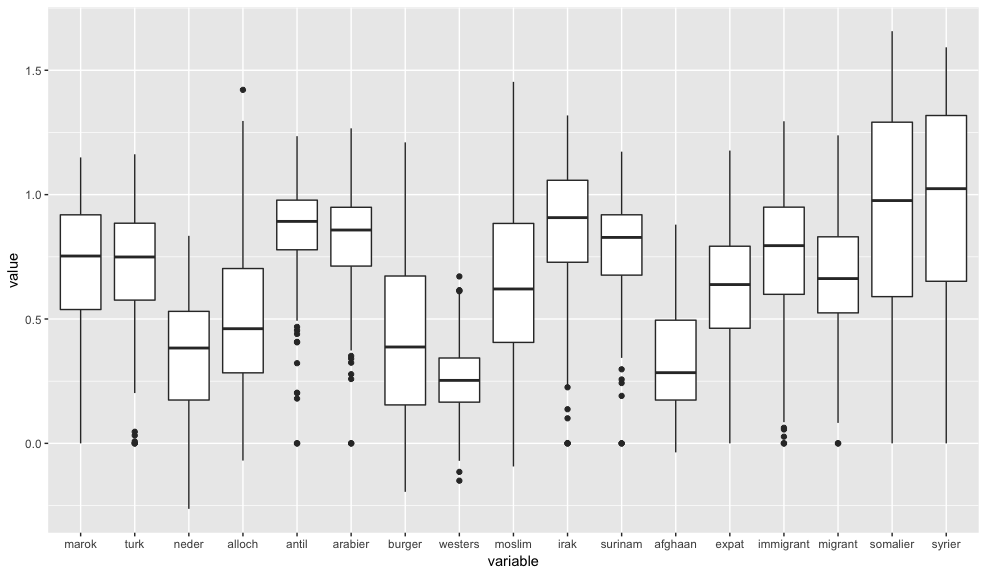 value
1.5
1.0
0.5
0.0
marok turk neder alloch antil arabier burger westers moslim irak surinam afghaan expat immigrant migrant somalier syrier
variable